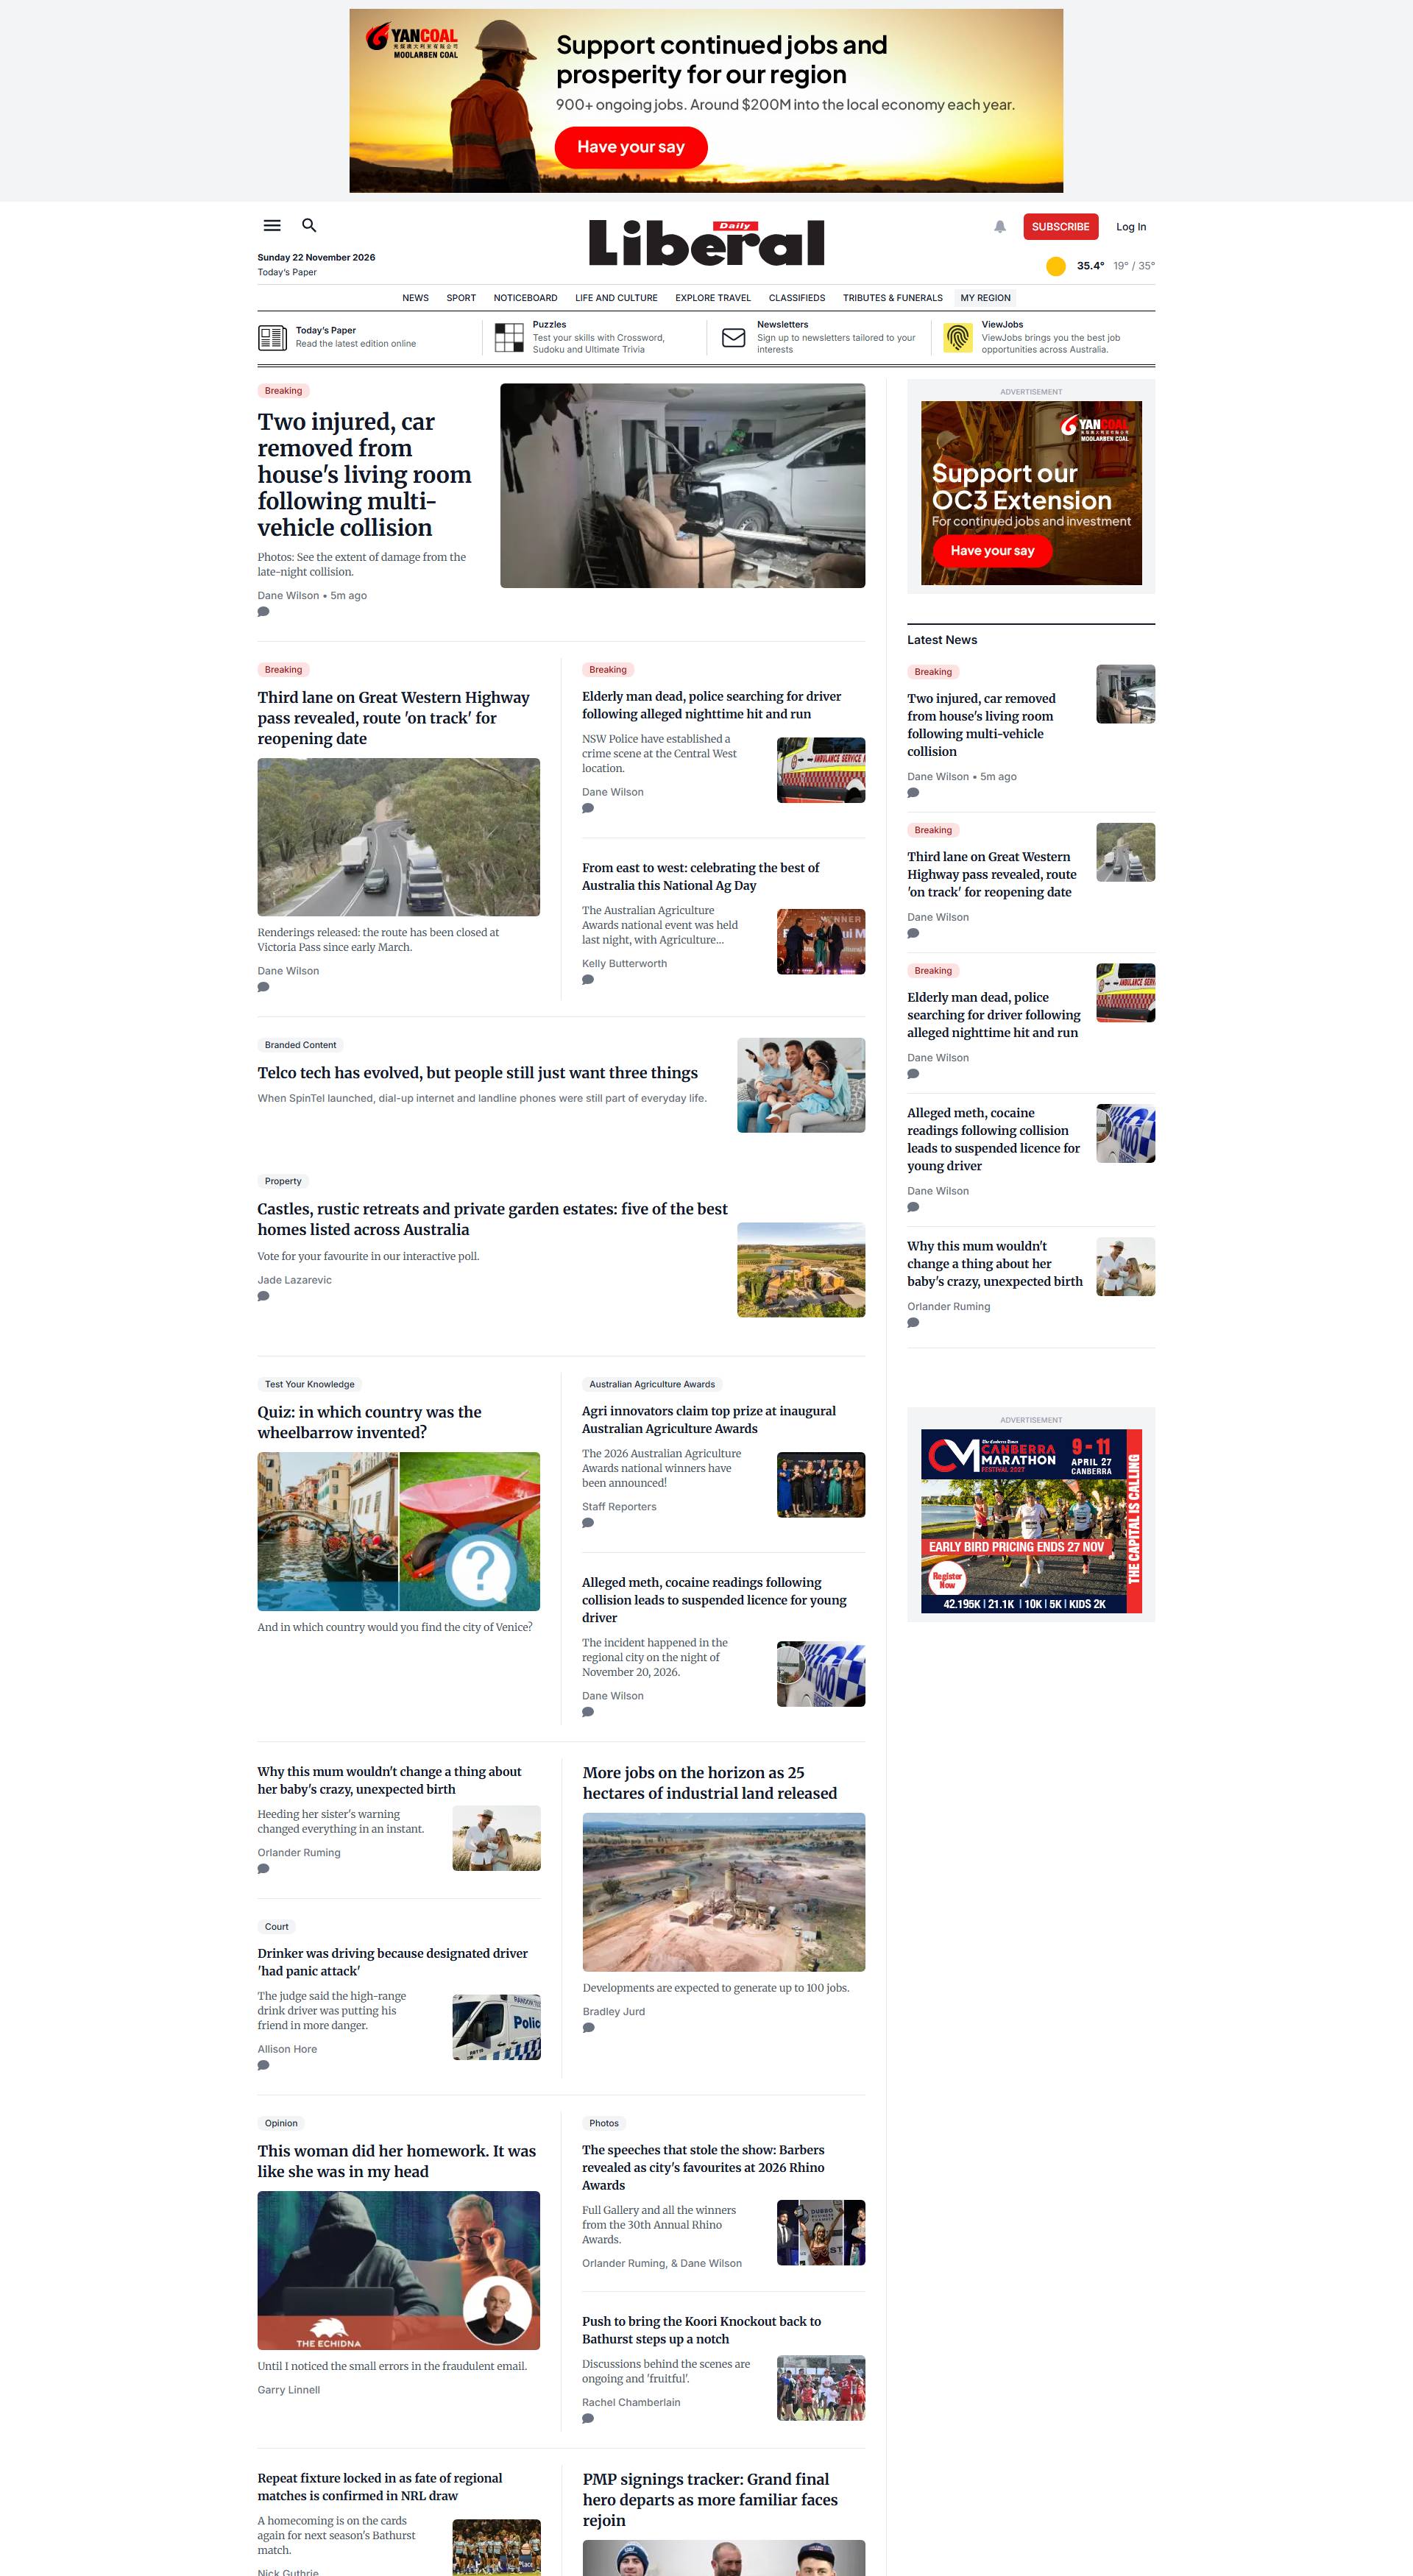 YANCOAL
MOOLARBEN COAL
Support continued jobs and
prosperity for our region
900+ ongoing jobs. Around $200M into the local economy each year.
Have your say
Daily
Liberal
SUBSCRIBE
Log In
Sunday 22 November 2026
Today's Paper
35.4° 19° / 35°
NEWS SPORT NOTICEBOARD LIFE AND CULTURE EXPLORE TRAVEL CLASSIFIEDS TRIBUTES & FUNERALS MY REGION
Today's Paper
Read the latest edition online
Puzzles
Test your skills with Crossword,
Sudoku and Ultimate Trivia
Newsletters
Sign up to newsletters tailored to your
interests
ViewJobs
ViewJobs brings you the best job
opportunities across Australia.
Breaking
Two injured, car
removed from
house's living room
following multi-
vehicle collision
Photos: See the extent of damage from the
late-night collision.
Dane Wilson • 5m ago
Breaking
Third lane on Great Western Highway
pass revealed, route 'on track' for
reopening date
Renderings released: the route has been closed at
Victoria Pass since early March.
Dane Wilson
Breaking
Elderly man dead, police searching for driver
following alleged nighttime hit and run
NSW Police have established a
crime scene at the Central West
location.
Dane Wilson
AMBULANCE SERVICE
From east to west: celebrating the best of
Australia this National Ag Day
The Australian Agriculture
Awards national event was held
last night, with Agriculture...
Kelly Butterworth
Branded Content
Telco tech has evolved, but people still just want three things
When SpinTel launched, dial-up internet and landline phones were still part of everyday life.
Property
Castles, rustic retreats and private garden estates: five of the best
homes listed across Australia
Vote for your favourite in our interactive poll.
Jade Lazarevic
Test Your Knowledge
Quiz: in which country was the
wheelbarrow invented?
?
And in which country would you find the city of Venice?
Australian Agriculture Awards
Agri innovators claim top prize at inaugural
Australian Agriculture Awards
The 2026 Australian Agriculture
Awards national winners have
been announced!
Staff Reporters
Alleged meth, cocaine readings following
collision leads to suspended licence for young
driver
The incident happened in the
regional city on the night of
November 20, 2026.
Dane Wilson
000
Why this mum wouldn't change a thing about
her baby's crazy, unexpected birth
Heeding her sister's warning
changed everything in an instant.
Orlander Ruming
Court
Drinker was driving because designated driver
'had panic attack'
The judge said the high-range
drink driver was putting his
friend in more danger.
Allison Hore
Polic
More jobs on the horizon as 25
hectares of industrial land released
Developments are expected to generate up to 100 jobs.
Bradley Jurd
Opinion
This woman did her homework. It was
like she was in my head
THE ECHIDNA
Until I noticed the small errors in the fraudulent email.
Garry Linnell
Photos
The speeches that stole the show: Barbers
revealed as city's favourites at 2026 Rhino
Awards
Full Gallery and all the winners
from the 30th Annual Rhino
Awards.
Orlander Ruming, & Dane Wilson
DUBBO
Push to bring the Koori Knockout back to
Bathurst steps up a notch
Discussions behind the scenes are
ongoing and 'fruitful'.
Rachel Chamberlain
Repeat fixture locked in as fate of regional
matches is confirmed in NRL draw
A homecoming is on the cards
again for next season's Bathurst
match.
Nick Guthrie
PMP signings tracker: Grand final
hero departs as more familiar faces
rejoin
ADVERTISEMENT
YANCOAL
MOOLARBEN COAL
Support our
OC3 Extension
For continued jobs and investment
Have your say
Latest News
Breaking
Two injured, car removed
from house's living room
following multi-vehicle
collision
Dane Wilson • 5m ago
Breaking
Third lane on Great Western
Highway pass revealed, route
'on track' for reopening date
Dane Wilson
Breaking
Elderly man dead, police
searching for driver following
alleged nighttime hit and run
Dane Wilson
Alleged meth, cocaine
readings following collision
leads to suspended licence for
young driver
Dane Wilson
000
Why this mum wouldn't
change a thing about her
baby's crazy, unexpected birth
Orlander Ruming
ADVERTISEMENT
The Canberra Times
CM CANBERRA
MARATHON
FESTIVAL 2027
9 - 11
APRIL 27
CANBERRA
THE CAPITAL IS CALLING
EARLY BIRD PRICING ENDS 27 NOV
Register
Now
42.195K | 21.1K | 10K | 5K | KIDS 2K